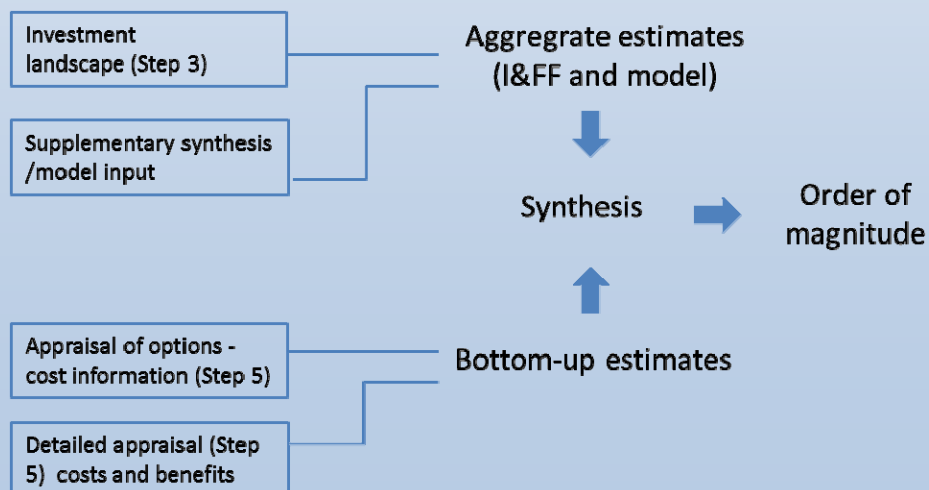 Investment
landscape (Step 3)
Aggregrate estimates
(I&FF and model)
Supplementary synthesis
/model input
Synthesis
Order of
magnitude
Appraisal of options -
cost information (Step 5)
Bottom-up estimates
Detailed appraisal (Step
5) costs and benefits